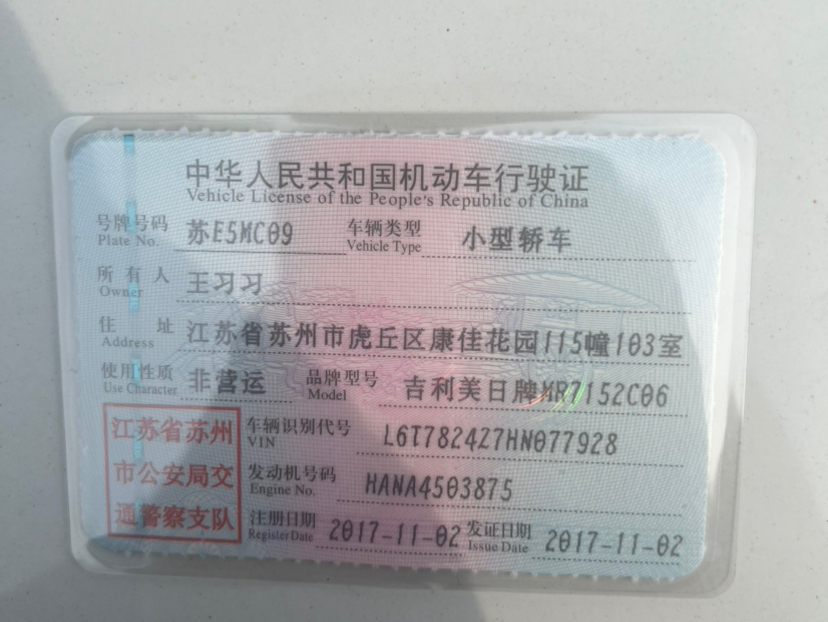 中华人民共和国机动车行驶证
Vehicle License of the People's Republic of China
号牌号码 苏E5MC09 车辆类型 小型轿车
Plate No. Vehicle Type
所有人 王习习
Owner
住址 江苏省苏州市虎丘区康佳花园115幢103室
Address
使用性质 非营运 品牌型号 吉利美日牌MR7152C06
Use Character Model
江苏省苏州
市公安局交
通警察支队
车辆识别代号 L6T7824Z7HN077928
VIN
发动机号码 HANA4503875
Engine No.
注册日期 2017-11-02 发证日期 2017-11-02
Register Date Issue Date